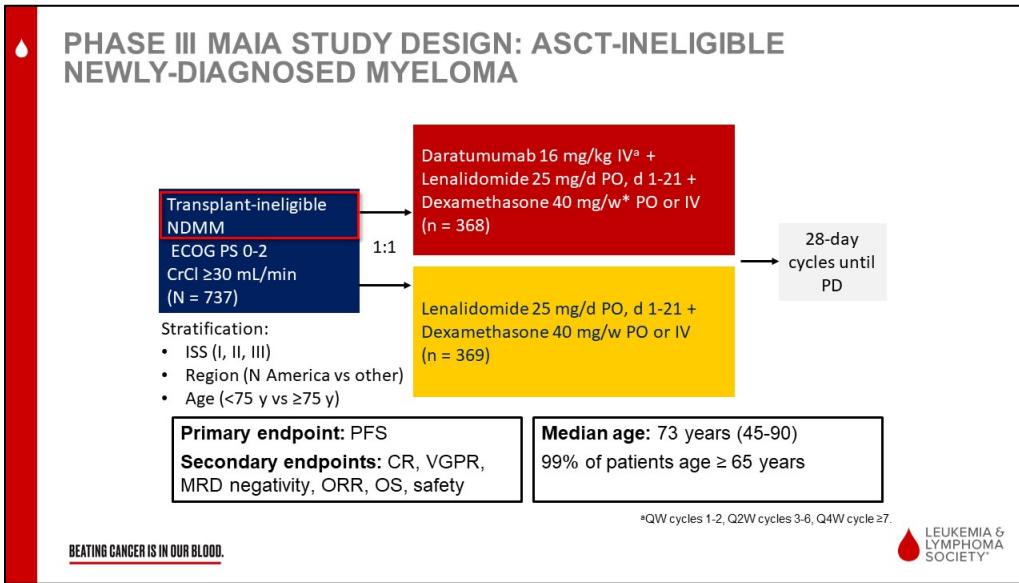 PHASE III MAIA STUDY DESIGN: ASCT-INELIGIBLE
NEWLY-DIAGNOSED MYELOMA
Transplant-ineligible
NDMM
ECOG PS 0-2
CrCl ≥30 mL/min
(N = 737)
1:1
Daratumumab 16 mg/kg IVᵃ +
Lenalidomide 25 mg/d PO, d 1-21 +
Dexamethasone 40 mg/w* PO or IV
(n = 368)
Lenalidomide 25 mg/d PO, d 1-21 +
Dexamethasone 40 mg/w PO or IV
(n = 369)
28-day
cycles until
PD
Stratification:
• ISS (I, II, III)
• Region (N America vs other)
• Age (<75 y vs ≥75 y)
Primary endpoint: PFS
Secondary endpoints: CR, VGPR,
MRD negativity, ORR, OS, safety
Median age: 73 years (45-90)
99% of patients age ≥ 65 years
ᵃQW cycles 1-2, Q2W cycles 3-6, Q4W cycle ≥7.
BEATING CANCER IS IN OUR BLOOD.
LEUKEMIA &
LYMPHOMA
SOCIETY®